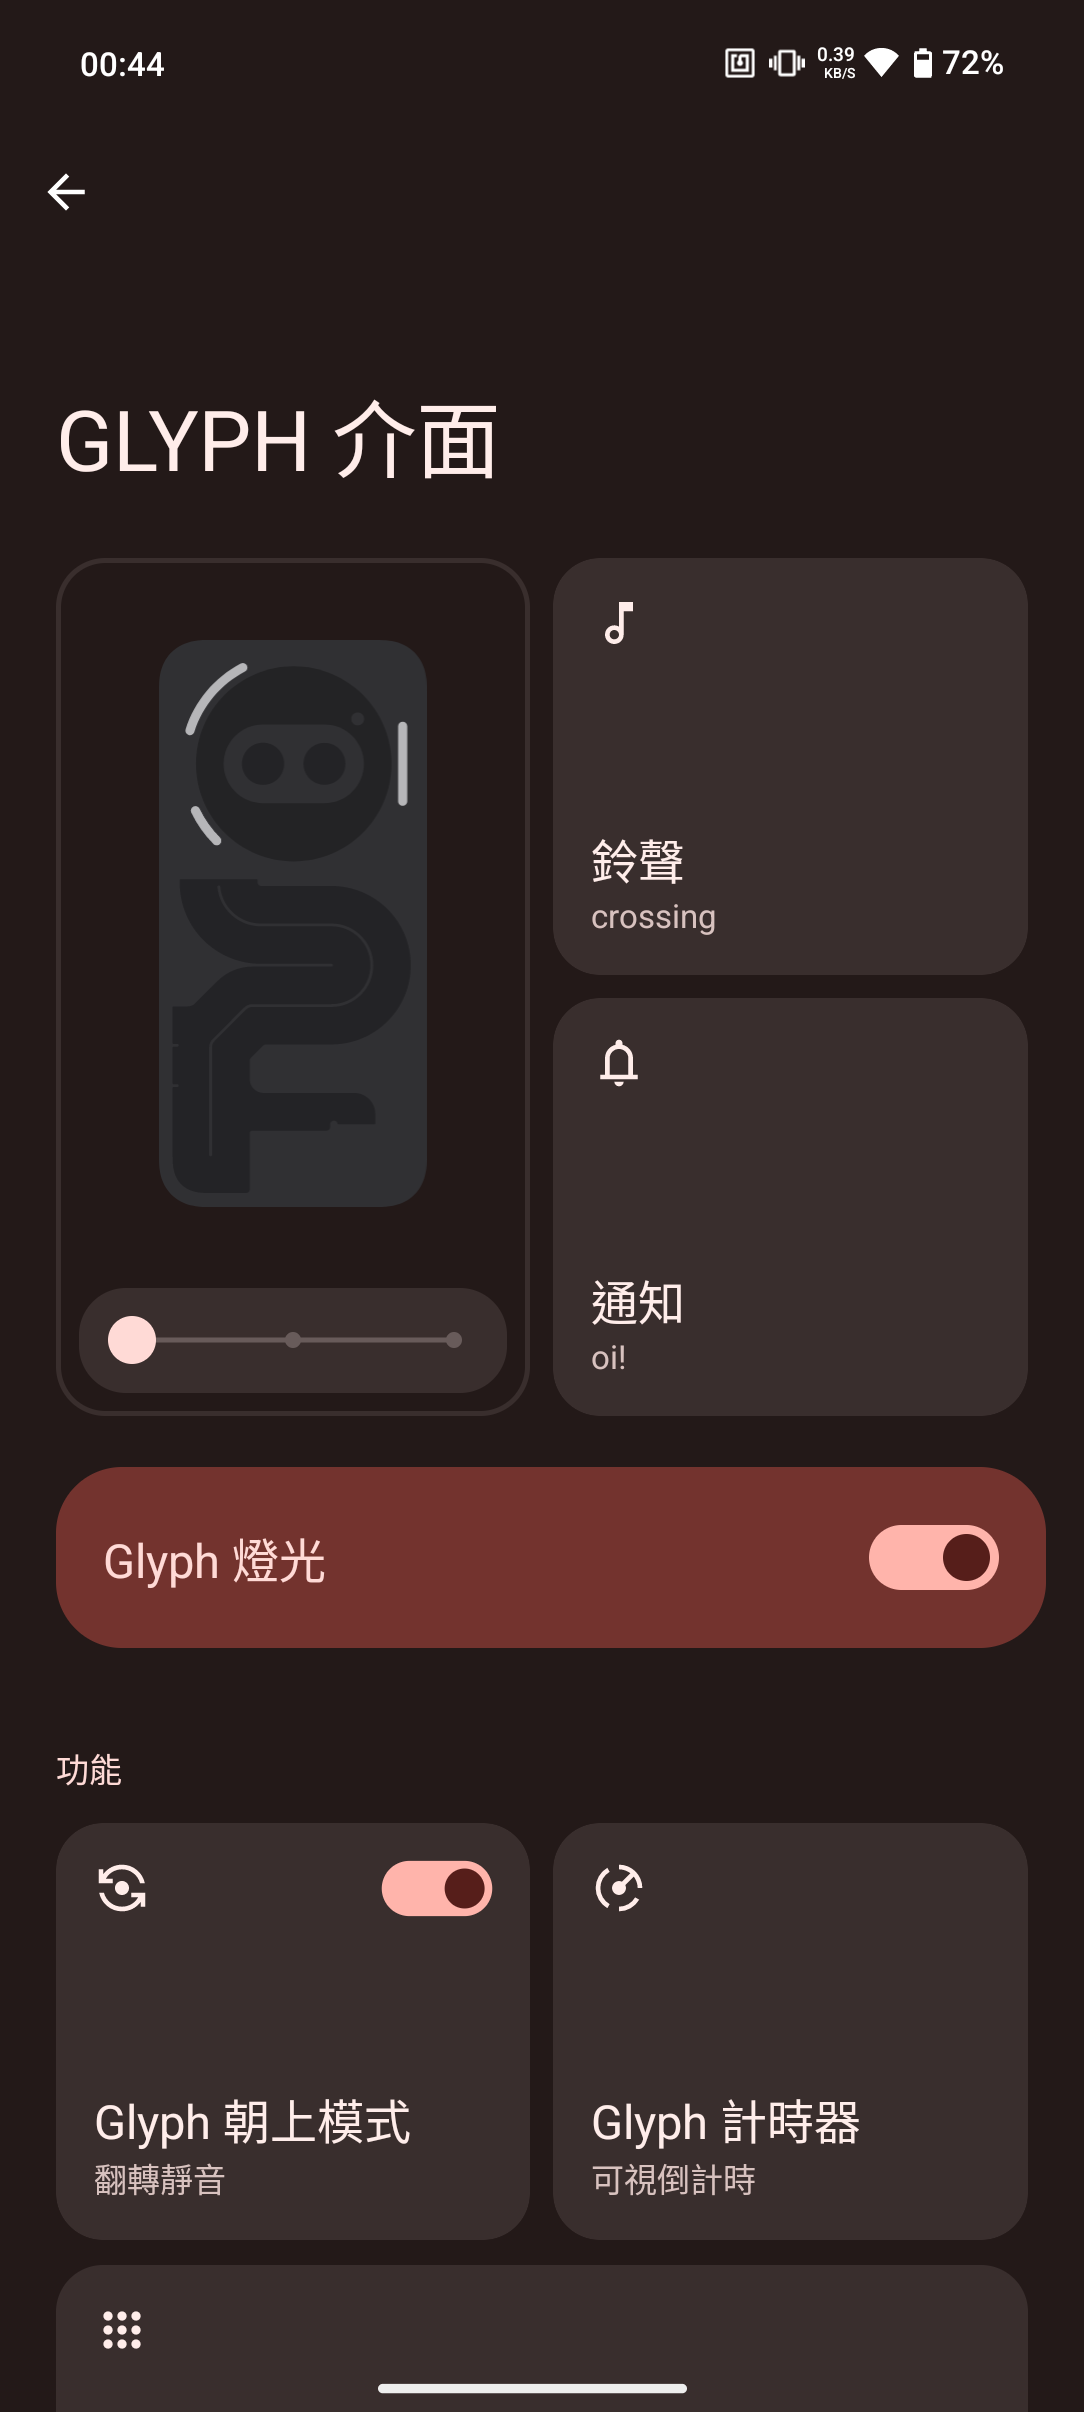 00:44
0.39
KB/S
72%
GLYPH 介面
鈴聲
crossing
通知
oi!
Glyph 燈光
功能
Glyph 朝上模式
翻轉靜音
Glyph 計時器
可視倒計時